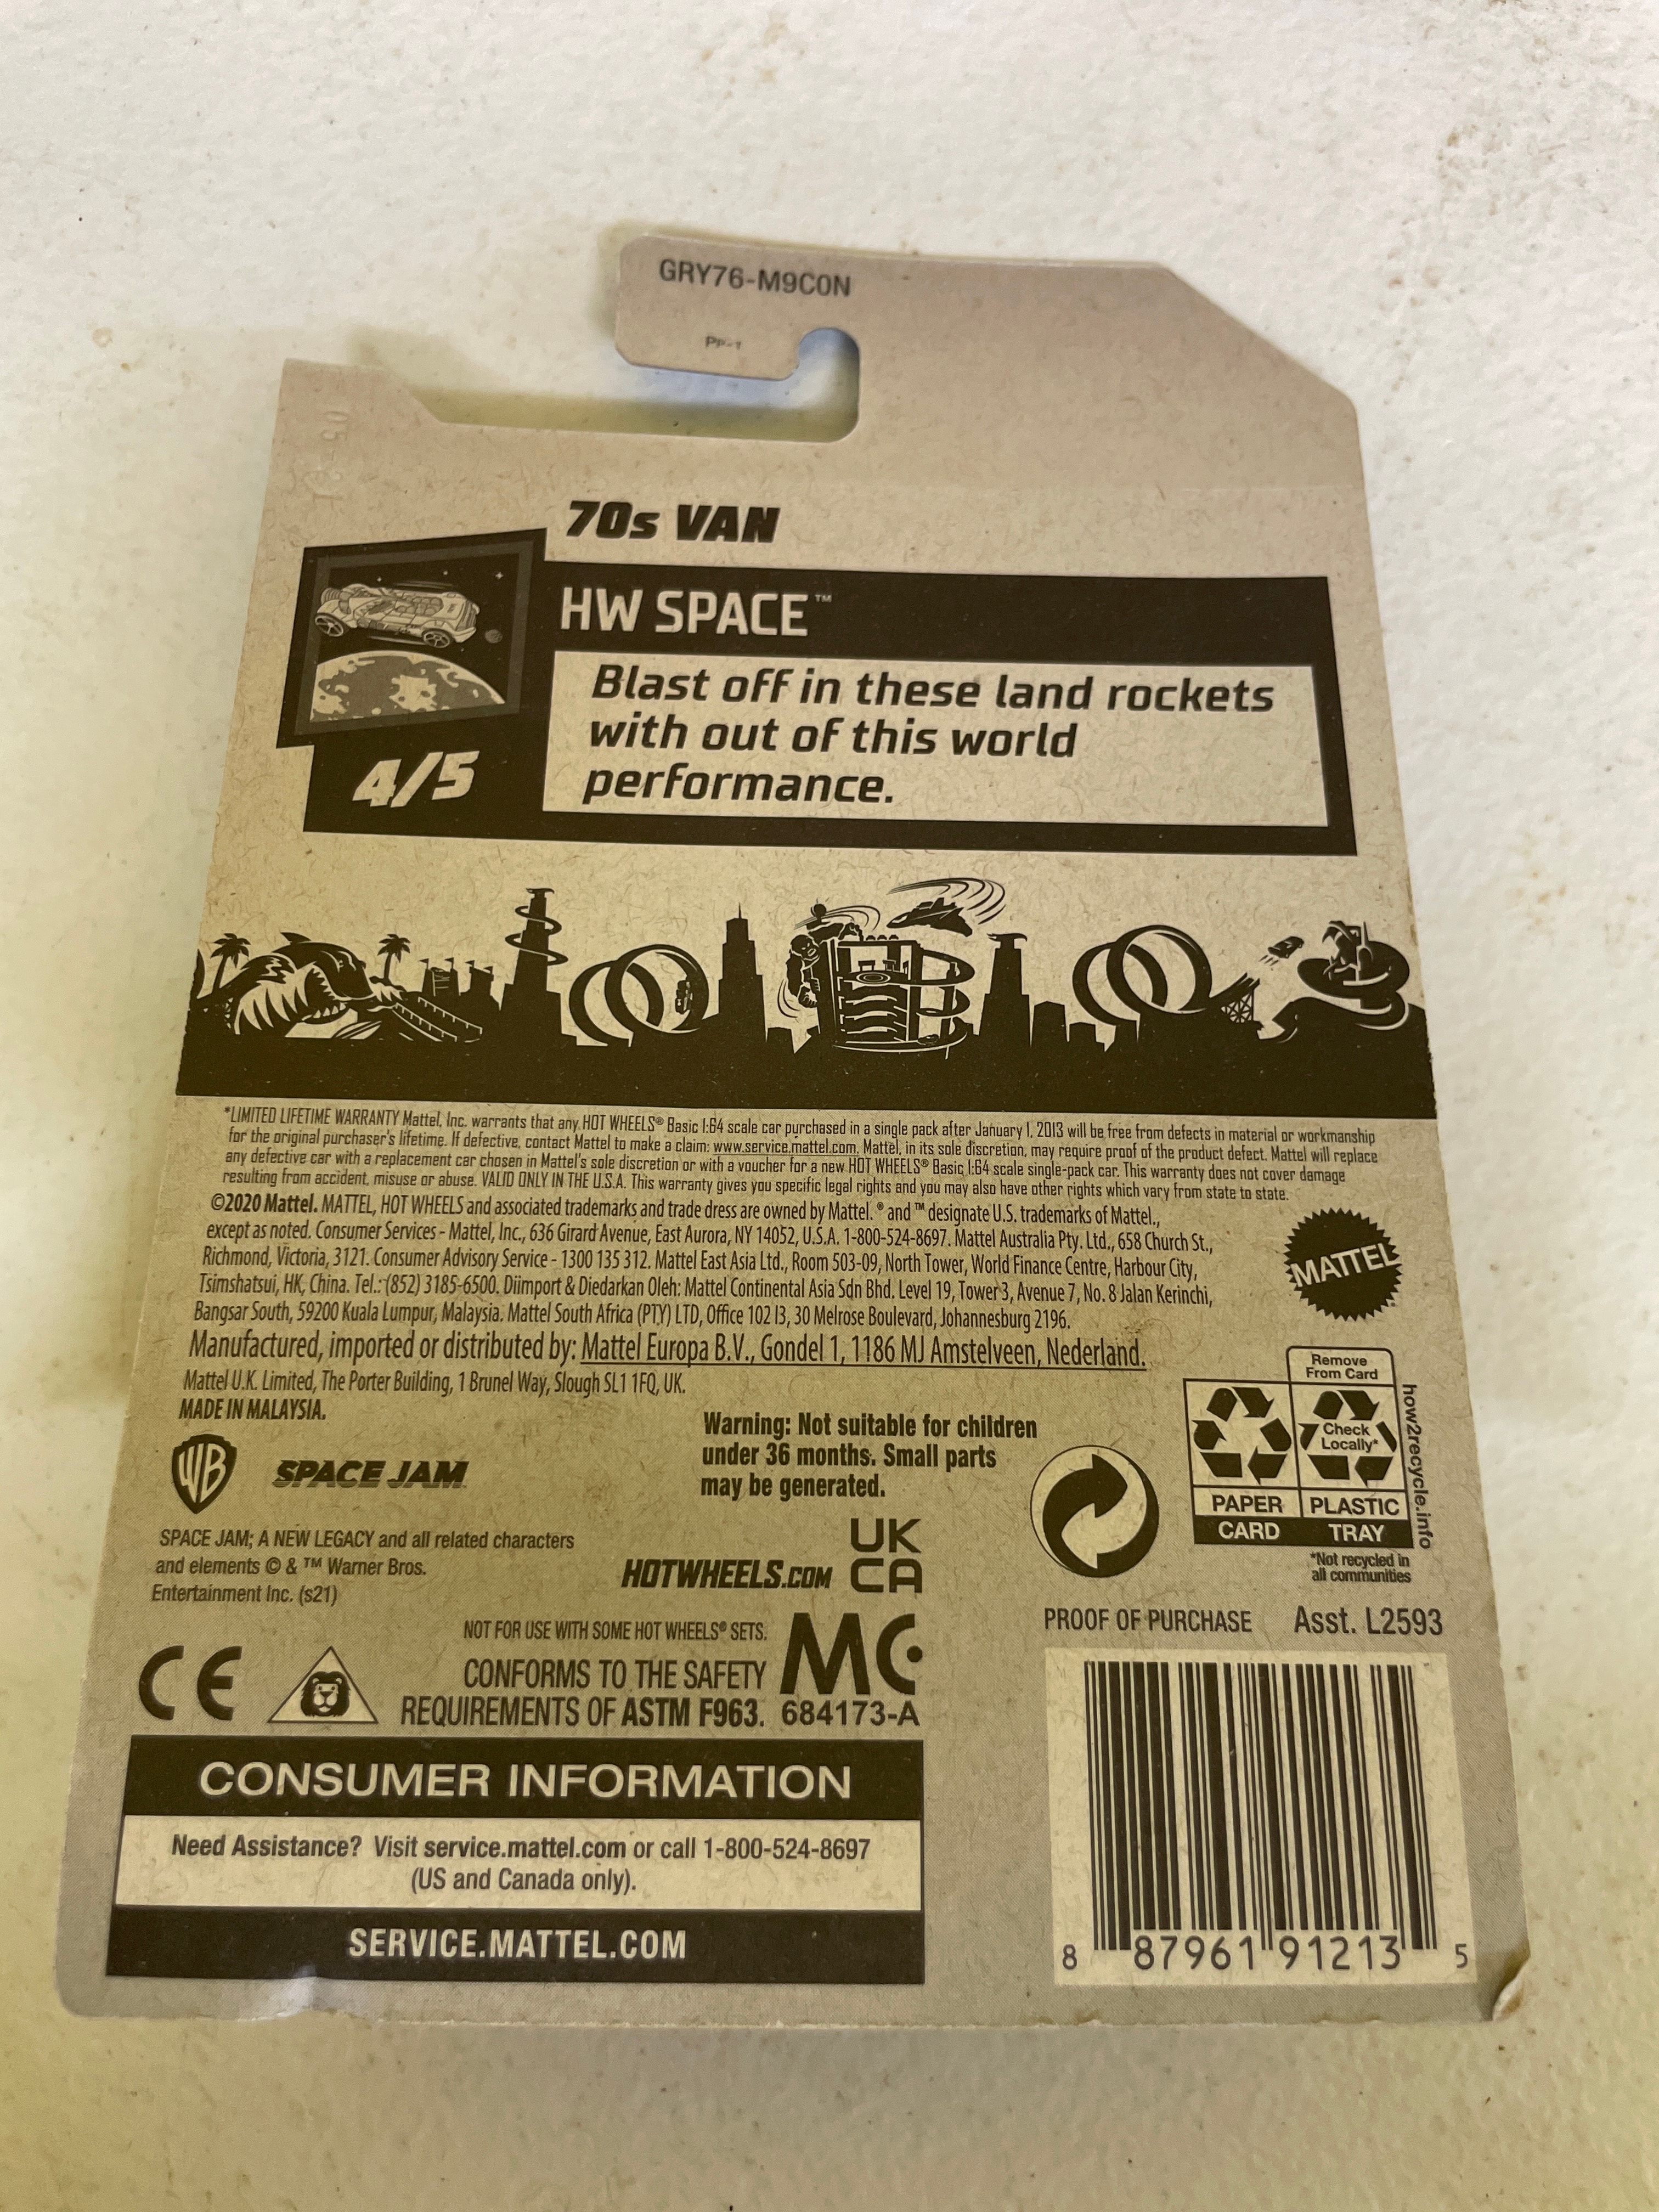 GRY76-M9C0N
PP-1
70s VAN
HW SPACE™
Blast off in these land rockets
with out of this world
performance.
4/5
*LIMITED LIFETIME WARRANTY Mattel, Inc. warrants that any HOT WHEELS® Basic 1:64 scale car purchased in a single pack after January 1, 2013 will be free from defects in material or workmanship
for the original purchaser's lifetime. If defective, contact Mattel to make a claim: www.service.mattel.com. Mattel, in its sole discretion, may require proof of the product defect. Mattel will replace
any defective car with a replacement car chosen in Mattel's sole discretion or with a voucher for a new HOT WHEELS® Basic 1:64 scale single-pack car. This warranty does not cover damage
resulting from accident, misuse or abuse. VALID ONLY IN THE U.S.A. This warranty gives you specific legal rights and you may also have other rights which vary from state to state.
©2020 Mattel. MATTEL, HOT WHEELS and associated trademarks and trade dress are owned by Mattel. ® and ™ designate U.S. trademarks of Mattel.,
except as noted. Consumer Services - Mattel, Inc., 636 Girard Avenue, East Aurora, NY 14052, U.S.A. 1-800-524-8697. Mattel Australia Pty. Ltd., 658 Church St.,
Richmond, Victoria, 3121. Consumer Advisory Service - 1300 135 312. Mattel East Asia Ltd., Room 503-09, North Tower, World Finance Centre, Harbour City,
Tsimshatsui, HK, China. Tel.: (852) 3185-6500. Diimport & Diedarkan Oleh: Mattel Continental Asia Sdn Bhd. Level 19, Tower 3, Avenue 7, No. 8 Jalan Kerinchi,
Bangsar South, 59200 Kuala Lumpur, Malaysia. Mattel South Africa (PTY) LTD, Office 102 I3, 30 Melrose Boulevard, Johannesburg 2196.
MATTEL
Manufactured, imported or distributed by: Mattel Europa B.V., Gondel 1, 1186 MJ Amstelveen, Nederland.
Mattel U.K. Limited, The Porter Building, 1 Brunel Way, Slough SL1 1FQ, UK.
MADE IN MALAYSIA.
WB
SPACE JAM
Warning: Not suitable for children
under 36 months. Small parts
may be generated.
Remove
From Card
Check
Locally*
PAPER
PLASTIC
CARD
TRAY
how2recycle.info
*Not recycled in
all communities
SPACE JAM; A NEW LEGACY and all related characters
and elements © & ™ Warner Bros.
Entertainment Inc. (s21)
HOTWHEELS.COM
UK
CA
NOT FOR USE WITH SOME HOT WHEELS® SETS.
CONFORMS TO THE SAFETY
REQUIREMENTS OF ASTM F963.
MC
684173-A
CE
PROOF OF PURCHASE
Asst. L2593
CONSUMER INFORMATION
Need Assistance? Visit service.mattel.com or call 1-800-524-8697
(US and Canada only).
SERVICE.MATTEL.COM
8 87961 91213 5